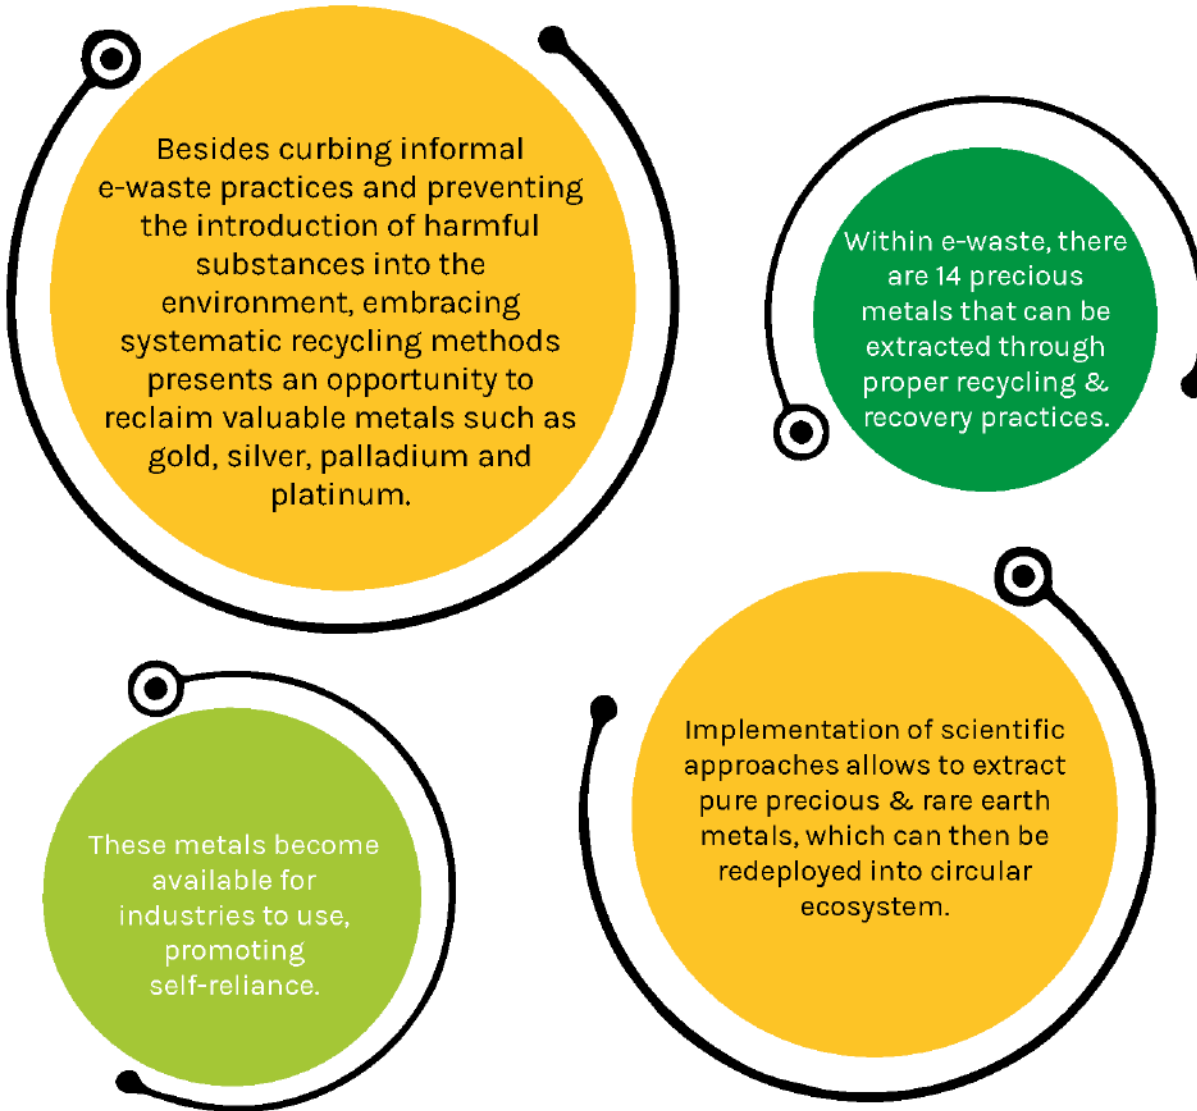 Besides curbing informal
e-waste practices and preventing
the introduction of harmful
substances into the
environment, embracing
systematic recycling methods
presents an opportunity to
reclaim valuable metals such as
gold, silver, palladium and
platinum.
Within e-waste, there
are 14 precious
metals that can be
extracted through
proper recycling &
recovery practices.
These metals become
available for
industries to use,
promoting
self-reliance.
Implementation of scientific
approaches allows to extract
pure precious & rare earth
metals, which can then be
redeployed into circular
ecosystem.